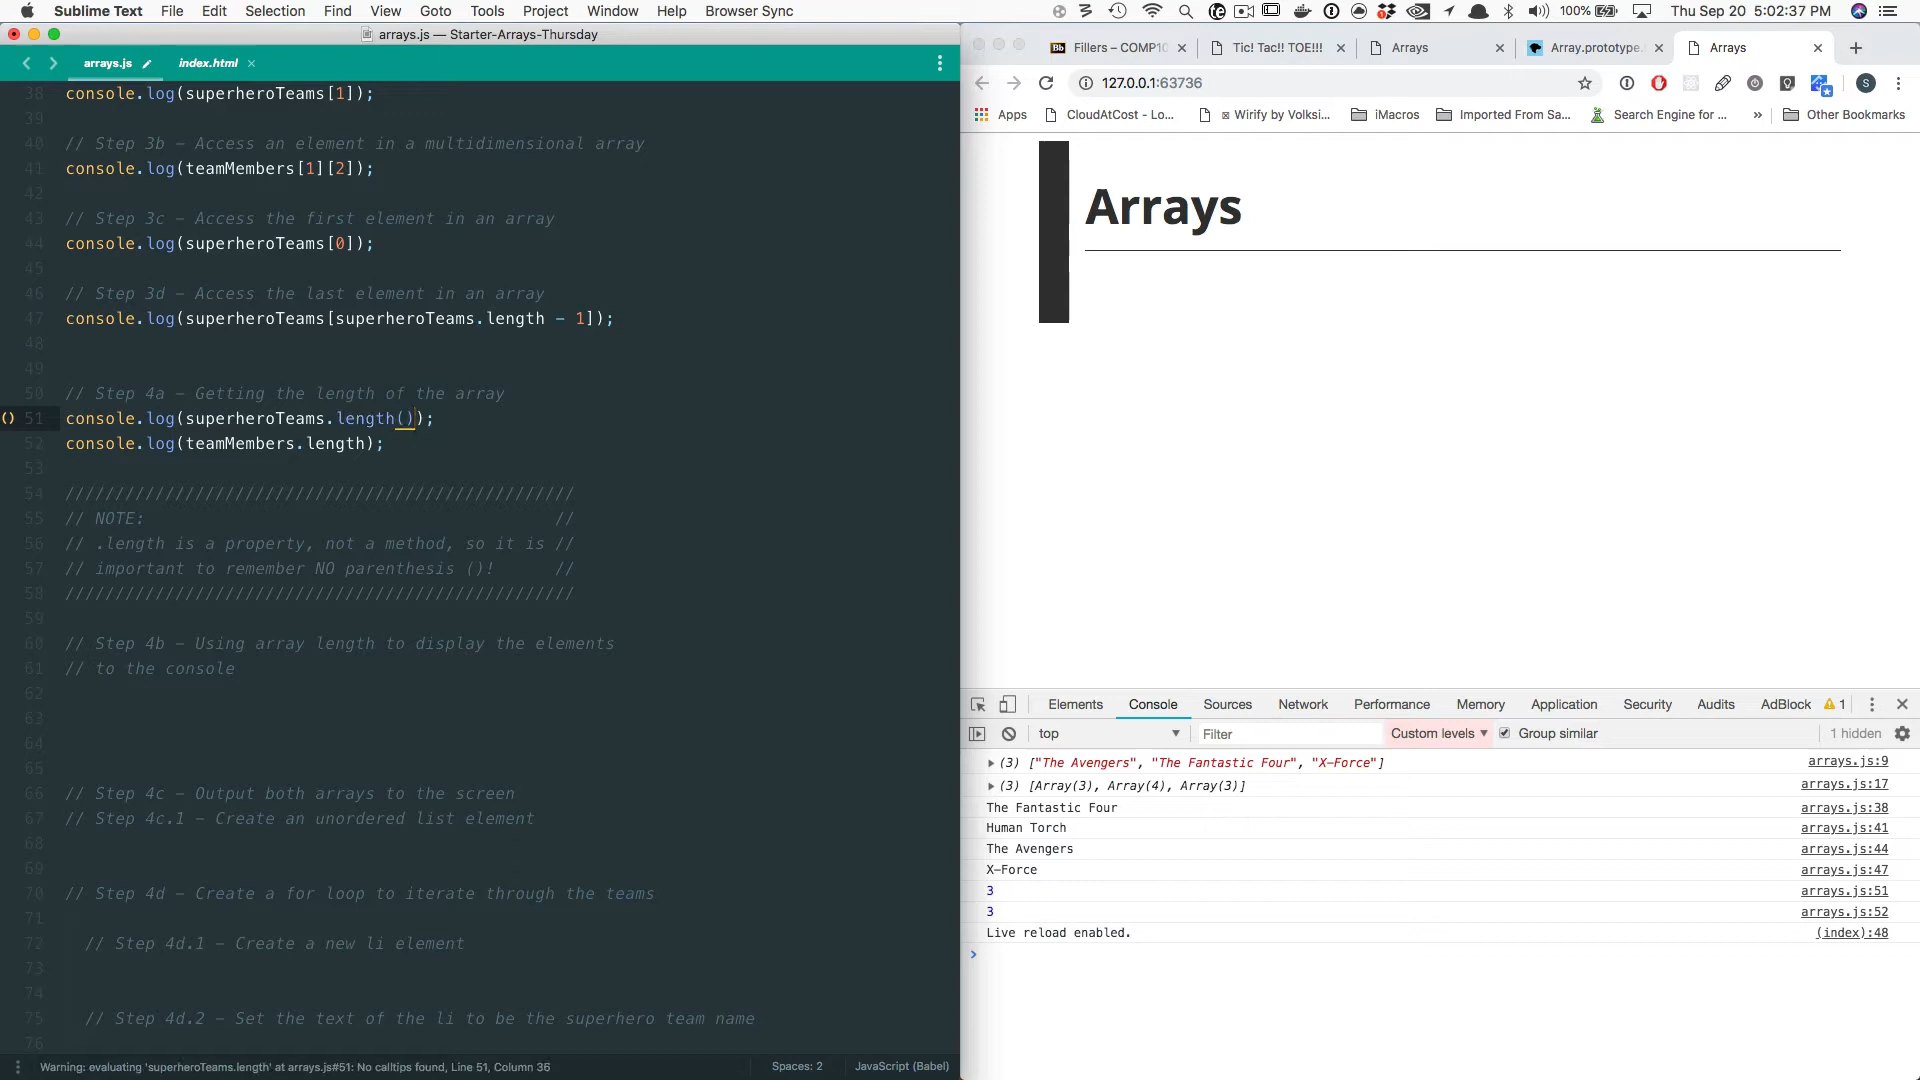 Sublime Text File Edit Selection Find View Goto Tools Project Window Help Browser Sync
100% Thu Sep 20 5:02:37 PM
arrays.js — Starter-Arrays-Thursday
arrays.js index.html
38 console.log(superheroTeams[1]);
39
40 // Step 3b – Access an element in a multidimensional array
41 console.log(teamMembers[1][2]);
42
43 // Step 3c – Access the first element in an array
44 console.log(superheroTeams[0]);
45
46 // Step 3d – Access the last element in an array
47 console.log(superheroTeams[superheroTeams.length – 1]);
48
49
50 // Step 4a – Getting the length of the array
() 51 console.log(superheroTeams.length());
52 console.log(teamMembers.length);
53
54 ///////////////////////////////////////////////////
55 // NOTE: //
56 // .length is a property, not a method, so it is //
57 // important to remember NO parenthesis ()! //
58 ///////////////////////////////////////////////////
59
60 // Step 4b – Using array length to display the elements
61 // to the console
62
63
64
65
66 // Step 4c – Output both arrays to the screen
67 // Step 4c.1 – Create an unordered list element
68
69
70 // Step 4d – Create a for loop to iterate through the teams
71
72 // Step 4d.1 – Create a new li element
73
74
75 // Step 4d.2 – Set the text of the li to be the superhero team name
76
Warning: evaluating 'superheroTeams.length' at arrays.js#51: No calltips found, Line 51, Column 36 Spaces: 2 JavaScript (Babel)
Bb Fillers – COMP10 Tic! Tac!! TOE!!! Arrays Array.prototype. Arrays
127.0.0.1:63736 S
Apps CloudAtCost - Lo... Wirify by Volksi... iMacros Imported From Sa... Search Engine for ... » Other Bookmarks
Arrays
Elements Console Sources Network Performance Memory Application Security Audits AdBlock 1
top Filter Custom levels Group similar 1 hidden
(3) ["The Avengers", "The Fantastic Four", "X–Force"] arrays.js:9
(3) [Array(3), Array(4), Array(3)] arrays.js:17
The Fantastic Four arrays.js:38
Human Torch arrays.js:41
The Avengers arrays.js:44
X–Force arrays.js:47
3 arrays.js:51
3 arrays.js:52
Live reload enabled. (index):48